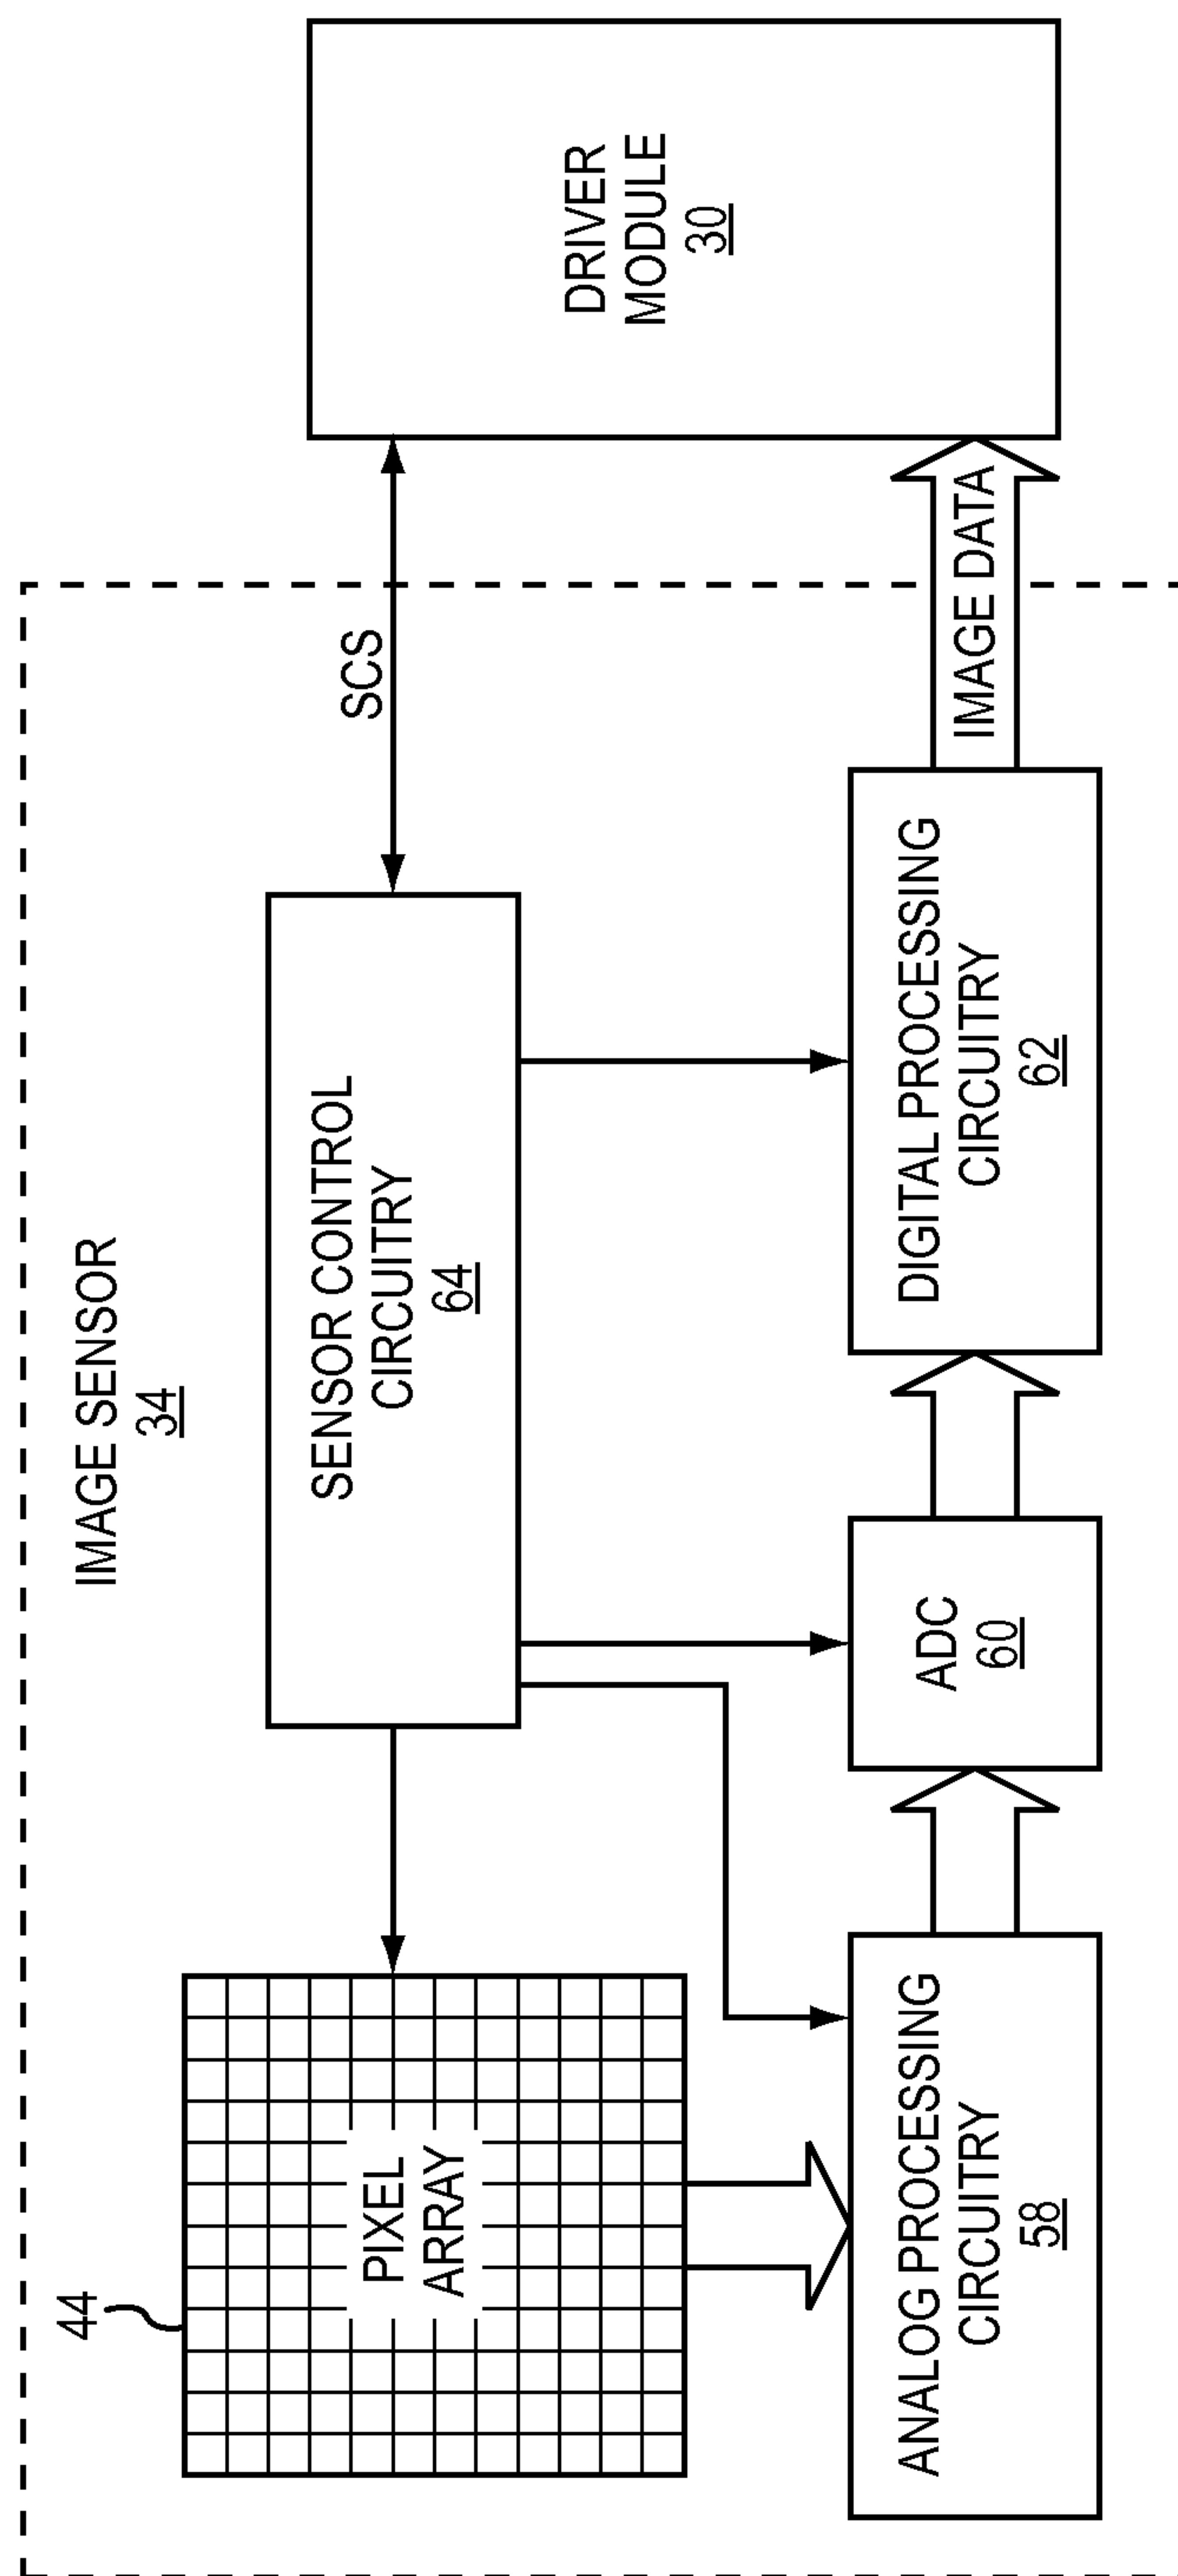 IMAGE SENSOR
34
44
PIXEL
ARRAY
SENSOR CONTROL
CIRCUITRY
64
SCS
DRIVER
MODULE
30
ANALOG PROCESSING
CIRCUITRY
58
ADC
60
DIGITAL PROCESSING
CIRCUITRY
62
IMAGE DATA